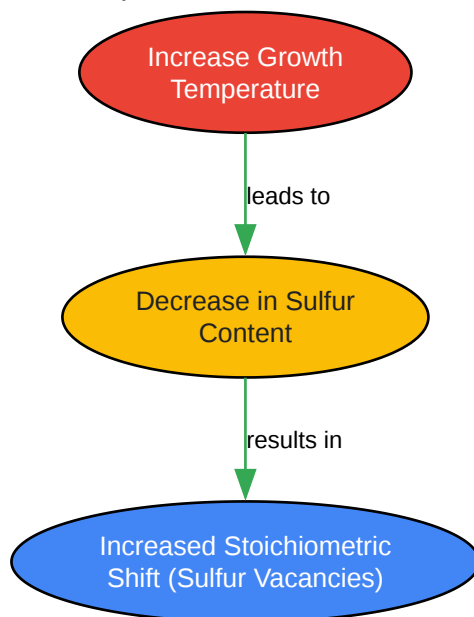 Increase Growth
Temperature
leads to
Decrease in Sulfur
Content
results in
Increased Stoichiometric
Shift (Sulfur Vacancies)